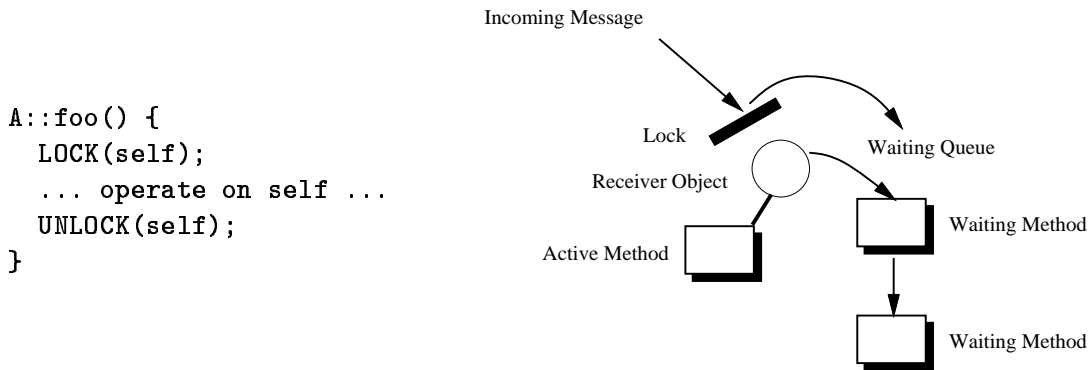 A::foo() {
  LOCK(self);
  ... operate on self ...
  UNLOCK(self);
}
Incoming Message
Lock
Waiting Queue
Receiver Object
Waiting Method
Active Method
Waiting Method